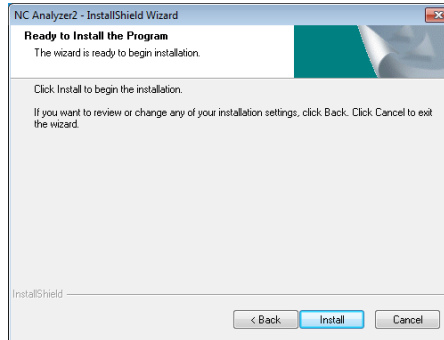 NC Analyzer2 - InstallShield Wizard
Ready to Install the Program
The wizard is ready to begin installation.
Click Install to begin the installation.
If you want to review or change any of your installation settings, click Back. Click Cancel to exit
the wizard.
InstallShield
< Back Install Cancel